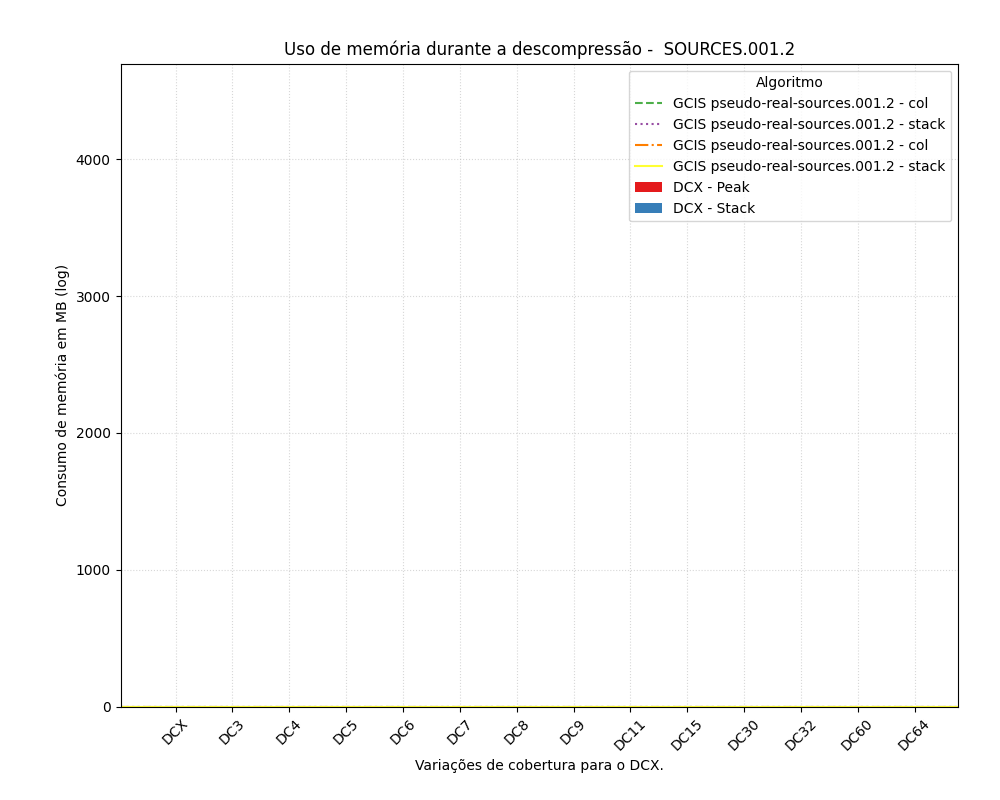 Uso de memória durante a descompressão -  SOURCES.001.2
Algoritmo
GCIS pseudo-real-sources.001.2 - col
GCIS pseudo-real-sources.001.2 - stack
GCIS pseudo-real-sources.001.2 - col
GCIS pseudo-real-sources.001.2 - stack
DCX - Peak
DCX - Stack
Consumo de memória em MB (log)
4000
3000
2000
1000
0
DCX DC3 DC4 DC5 DC6 DC7 DC8 DC9 DC11 DC15 DC30 DC32 DC60 DC64
Variações de cobertura para o DCX.